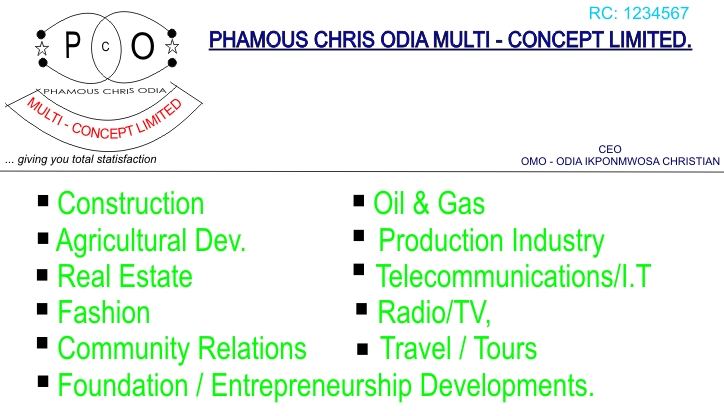 RC: 1234567
PHAMOUS CHRIS ODIA MULTI - CONCEPT LIMITED.
P C O
PHAMOUS CHRIS ODIA
MULTI - CONCEPT LIMITED
... giving you total statisfaction
CEO
OMO - ODIA IKPONMWOSA CHRISTIAN
Construction
Agricultural Dev.
Real Estate
Fashion
Community Relations
Foundation / Entrepreneurship Developments.
Oil & Gas
Production Industry
Telecommunications/I.T
Radio/TV,
Travel / Tours